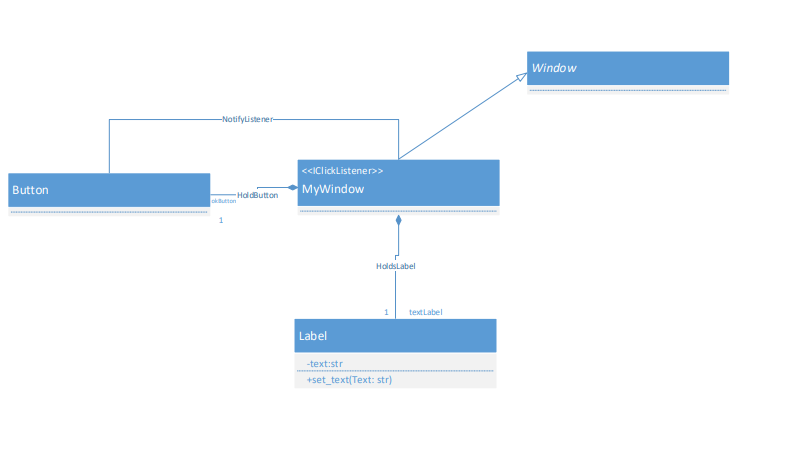 Window
NotifyListener
<<IClickListener>>
MyWindow
Button
HoldButton
okButton
1
HoldsLabel
1
textLabel
Label
-text:str
+set_text(Text: str)